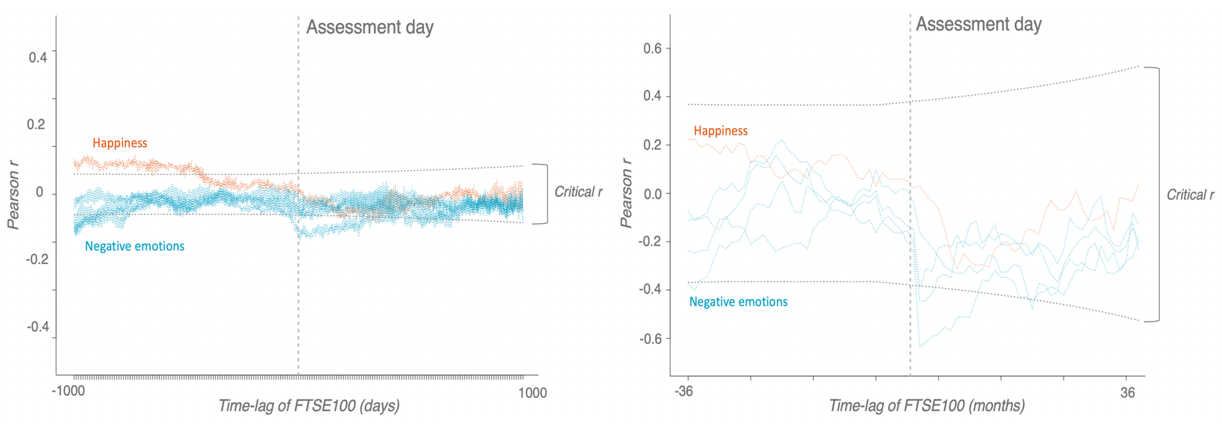 Assessment day
0.4
0.2
0
-0.2
-0.4
Pearson r
Happiness
Negative emotions
Critical r
-1000
1000
Time-lag of FTSE100 (days)
Assessment day
0.6
0.4
0.2
0.0
-0.2
-0.4
-0.6
Pearson r
Happiness
Negative emotions
Critical r
-36
36
Time-lag of FTSE100 (months)